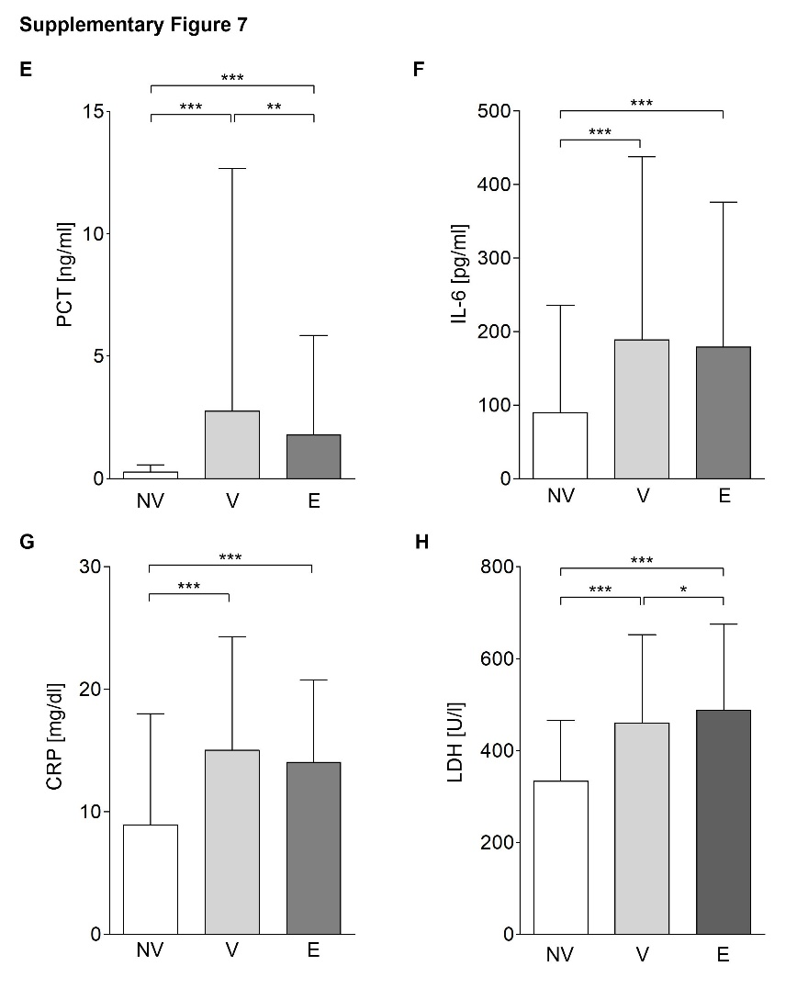 Supplementary Figure 7
E
***
*** **
15
10
5
0
PCT [ng/ml]
NV V E
F
***
***
500
400
300
200
100
0
IL-6 [pg/ml]
NV V E
G
***
***
30
20
10
0
CRP [mg/dl]
NV V E
H
***
*** *
800
600
400
200
0
LDH [U/l]
NV V E